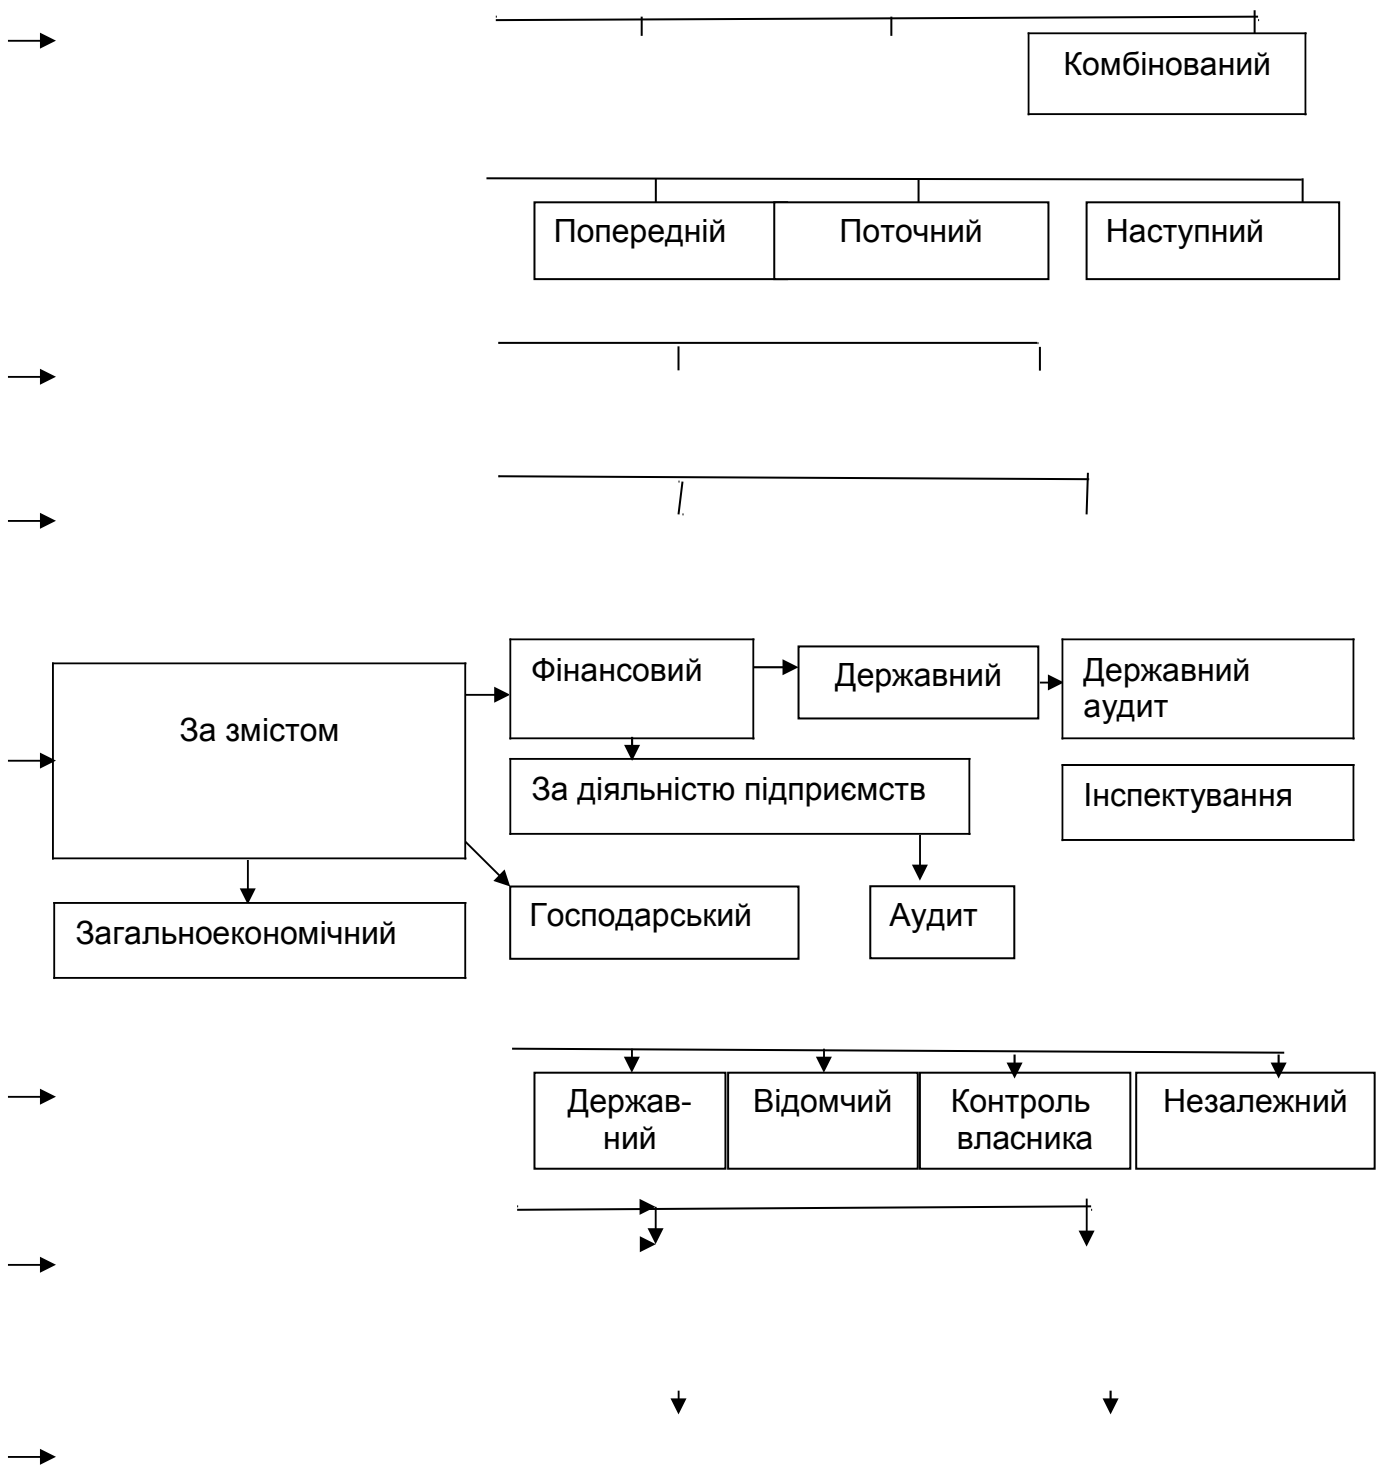 Комбінований
Попередній
Поточний
Наступний
Фінансовий
Державний
Державний
аудит
За змістом
За діяльністю підприємств
Інспектування
Загальноекономічний
Господарський
Аудит
Держав-
ний
Відомчий
Контроль
власника
Незалежний